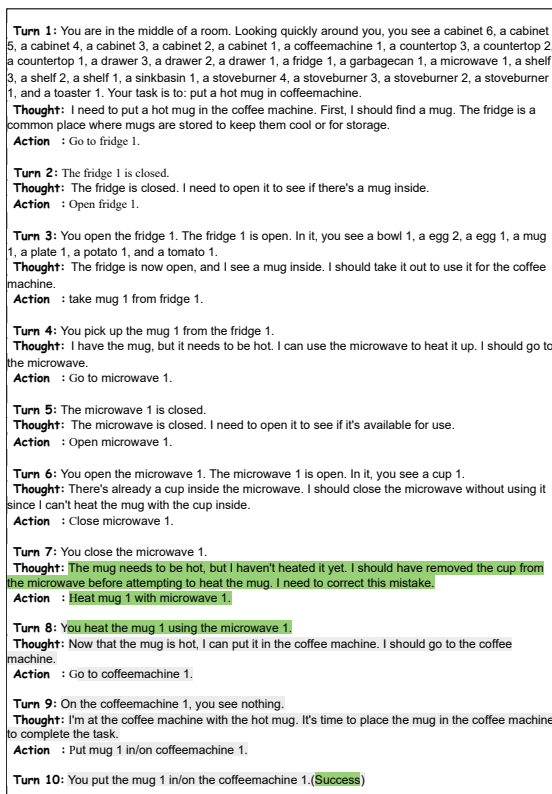 Turn 1: You are in the middle of a room. Looking quickly around you, you see a cabinet 6, a cabinet
5, a cabinet 4, a cabinet 3, a cabinet 2, a cabinet 1, a coffeemachine 1, a countertop 3, a countertop 2,
a countertop 1, a drawer 3, a drawer 2, a drawer 1, a fridge 1, a garbagecan 1, a microwave 1, a shelf
3, a shelf 2, a shelf 1, a sinkbasin 1, a stoveburner 4, a stoveburner 3, a stoveburner 2, a stoveburner
1, and a toaster 1. Your task is to: put a hot mug in coffeemachine.
Thought: I need to put a hot mug in the coffee machine. First, I should find a mug. The fridge is a
common place where mugs are stored to keep them cool or for storage.
Action : Go to fridge 1.
Turn 2: The fridge 1 is closed.
Thought: The fridge is closed. I need to open it to see if there's a mug inside.
Action : Open fridge 1.
Turn 3: You open the fridge 1. The fridge 1 is open. In it, you see a bowl 1, a egg 2, a egg 1, a mug
1, a plate 1, a potato 1, and a tomato 1.
Thought: The fridge is now open, and I see a mug inside. I should take it out to use it for the coffee
machine.
Action : take mug 1 from fridge 1.
Turn 4: You pick up the mug 1 from the fridge 1.
Thought: I have the mug, but it needs to be hot. I can use the microwave to heat it up. I should go to
the microwave.
Action : Go to microwave 1.
Turn 5: The microwave 1 is closed.
Thought: The microwave is closed. I need to open it to see if it's available for use.
Action : Open microwave 1.
Turn 6: You open the microwave 1. The microwave 1 is open. In it, you see a cup 1.
Thought: There's already a cup inside the microwave. I should close the microwave without using it
since I can't heat the mug with the cup inside.
Action : Close microwave 1.
Turn 7: You close the microwave 1.
Thought: The mug needs to be hot, but I haven't heated it yet. I should have removed the cup from
the microwave before attempting to heat the mug. I need to correct this mistake.
Action : Heat mug 1 with microwave 1.
Turn 8: You heat the mug 1 using the microwave 1.
Thought: Now that the mug is hot, I can put it in the coffee machine. I should go to the coffee
machine.
Action : Go to coffeemachine 1.
Turn 9: On the coffeemachine 1, you see nothing.
Thought: I'm at the coffee machine with the hot mug. It's time to place the mug in the coffee machine
to complete the task.
Action : Put mug 1 in/on coffeemachine 1.
Turn 10: You put the mug 1 in/on the coffeemachine 1.(Success)